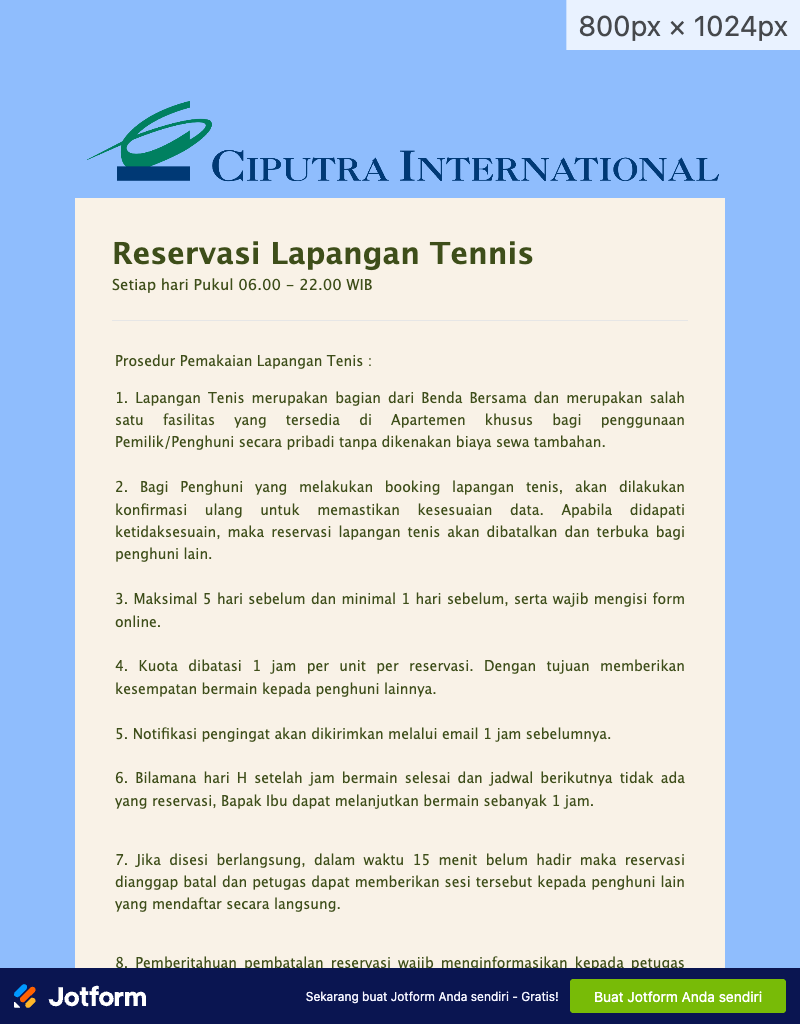 800px × 1024px
CIPUTRA INTERNATIONAL
Reservasi Lapangan Tennis
Setiap hari Pukul 06.00 – 22.00 WIB
Prosedur Pemakaian Lapangan Tenis :
1. Lapangan Tenis merupakan bagian dari Benda Bersama dan merupakan salah
satu fasilitas yang tersedia di Apartemen khusus bagi penggunaan
Pemilik/Penghuni secara pribadi tanpa dikenakan biaya sewa tambahan.
2. Bagi Penghuni yang melakukan booking lapangan tenis, akan dilakukan
konfirmasi ulang untuk memastikan kesesuaian data. Apabila didapati
ketidaksesuain, maka reservasi lapangan tenis akan dibatalkan dan terbuka bagi
penghuni lain.
3. Maksimal 5 hari sebelum dan minimal 1 hari sebelum, serta wajib mengisi form
online.
4. Kuota dibatasi 1 jam per unit per reservasi. Dengan tujuan memberikan
kesempatan bermain kepada penghuni lainnya.
5. Notifikasi pengingat akan dikirimkan melalui email 1 jam sebelumnya.
6. Bilamana hari H setelah jam bermain selesai dan jadwal berikutnya tidak ada
yang reservasi, Bapak Ibu dapat melanjutkan bermain sebanyak 1 jam.
7. Jika disesi berlangsung, dalam waktu 15 menit belum hadir maka reservasi
dianggap batal dan petugas dapat memberikan sesi tersebut kepada penghuni lain
yang mendaftar secara langsung.
8. Pemberitahuan pembatalan reservasi wajib menginformasikan kepada petugas
Jotform
Sekarang buat Jotform Anda sendiri - Gratis!
Buat Jotform Anda sendiri